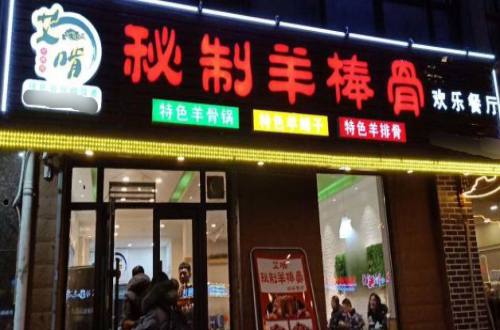 艾啃
秘制羊棒骨
欢乐餐厅
特色羊骨锅
特色羊蝎子
特色羊排骨
艾啃
秘制羊棒骨